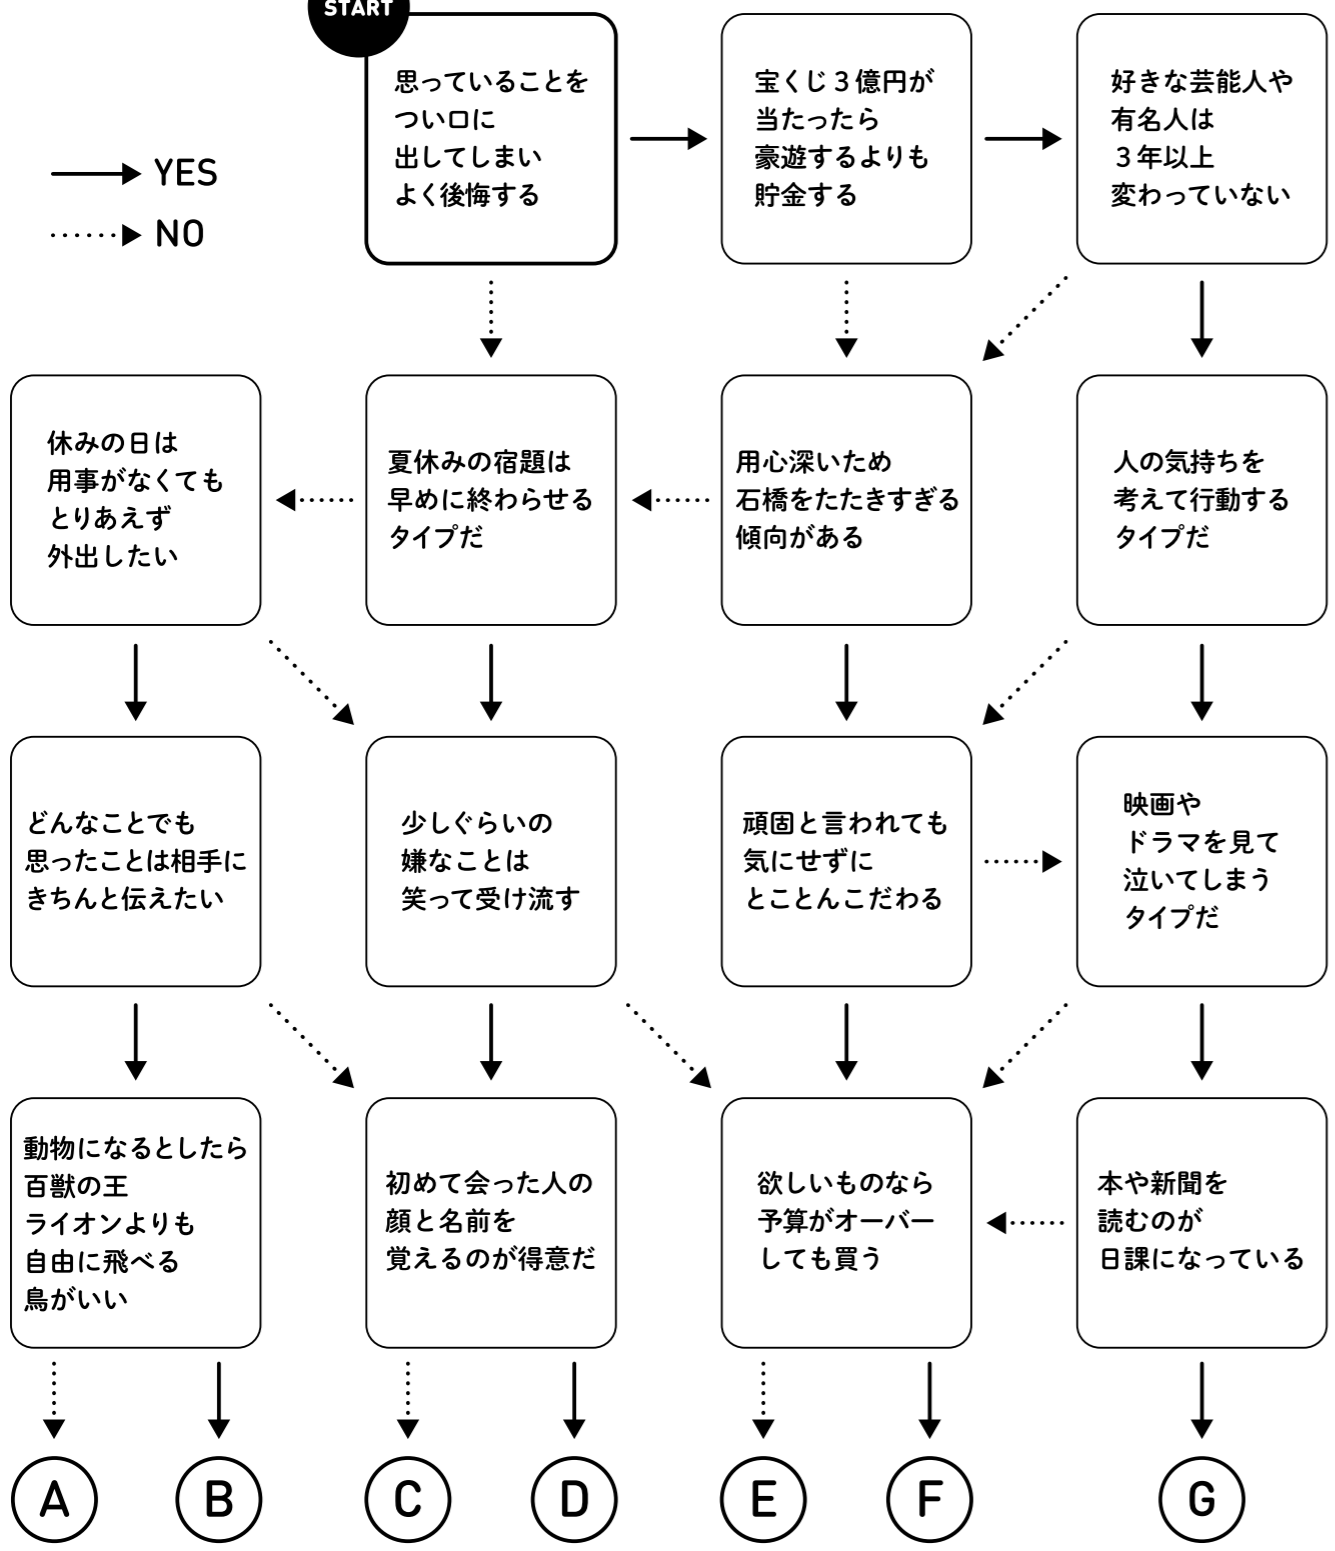 START
思っていることを
つい口に
出してしまい
よく後悔する
宝くじ3億円が
当たったら
豪遊するよりも
貯金する
好きな芸能人や
有名人は
3年以上
変わっていない
YES
NO
休みの日は
用事がなくても
とりあえず
外出したい
夏休みの宿題は
早めに終わらせる
タイプだ
用心深いため
石橋をたたきすぎる
傾向がある
人の気持ちを
考えて行動する
タイプだ
どんなことでも
思ったことは相手に
きちんと伝えたい
少しぐらいの
嫌なことは
笑って受け流す
頑固と言われても
気にせずに
とことんこだわる
映画や
ドラマを見て
泣いてしまう
タイプだ
動物になるとしたら
百獣の王
ライオンよりも
自由に飛べる
鳥がいい
初めて会った人の
顔と名前を
覚えるのが得意だ
欲しいものなら
予算がオーバー
しても買う
本や新聞を
読むのが
日課になっている
A
B
C
D
E
F
G